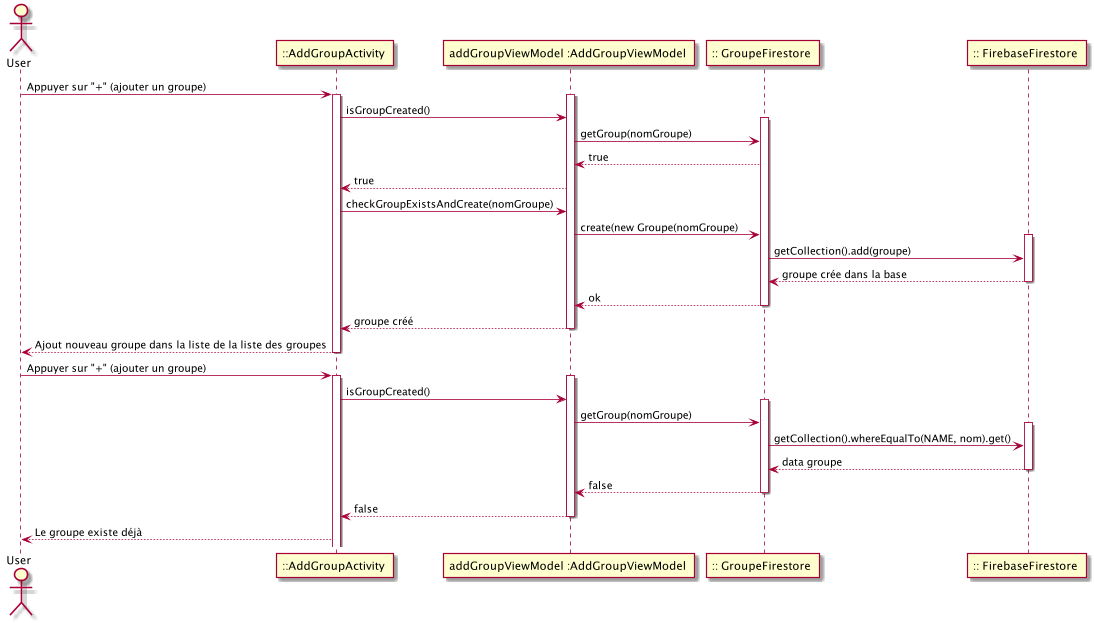 User
::AddGroupActivity
addGroupViewModel :AddGroupViewModel
:: GroupeFirestore
:: FirebaseFirestore
Appuyer sur "+" (ajouter un groupe)
isGroupCreated()
getGroup(nomGroupe)
true
true
checkGroupExistsAndCreate(nomGroupe)
create(new Groupe(nomGroupe)
getCollection().add(groupe)
groupe crée dans la base
ok
groupe créé
Ajout nouveau groupe dans la liste de la liste des groupes
Appuyer sur "+" (ajouter un groupe)
isGroupCreated()
getGroup(nomGroupe)
getCollection().whereEqualTo(NAME, nom).get()
data groupe
false
false
Le groupe existe déjà
User
::AddGroupActivity
addGroupViewModel :AddGroupViewModel
:: GroupeFirestore
:: FirebaseFirestore